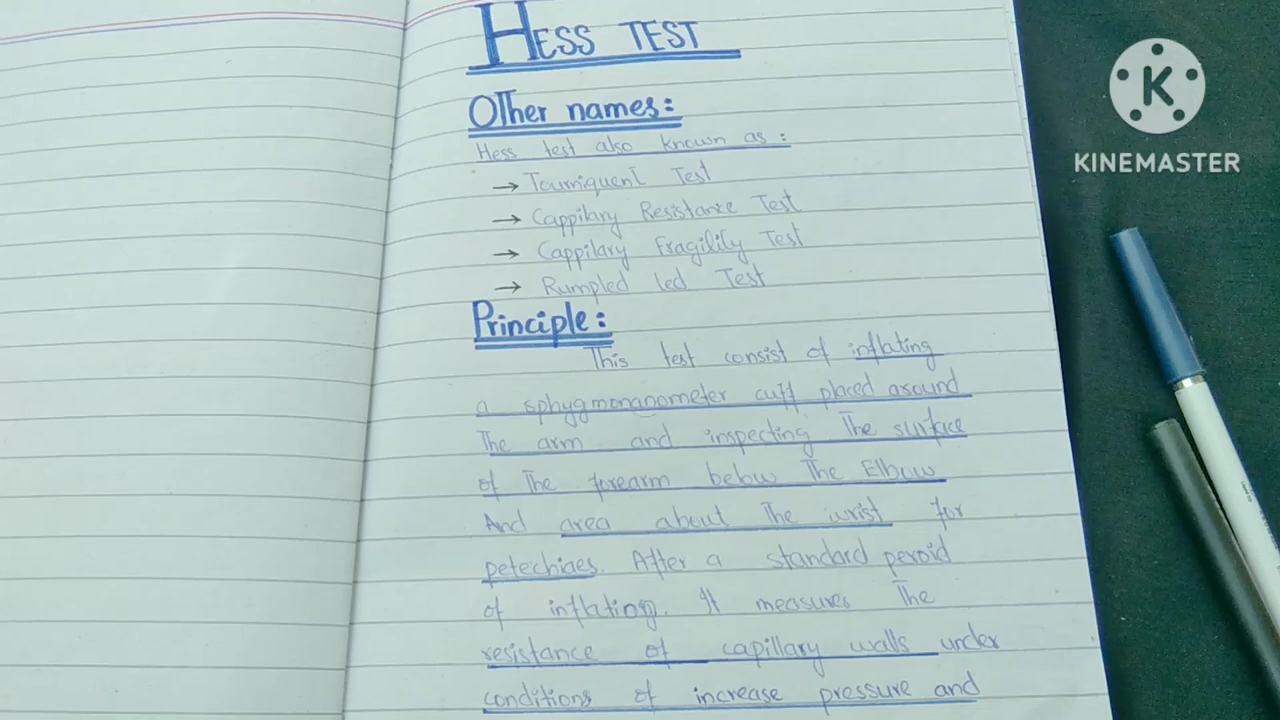 HESS TEST
Other names:
Hess test also known as:
→ Tourniquent Test
→ Cappilary Resistance Test
→ Cappilary Fragility Test
→ Rumpled led Test
Principle:
This test consist of inflating
a sphygmonanometer cuff placed around
The arm and inspecting The surface
of The forearm below The Elbow
And area about The wrist for
petechiaes. After a standard peroid
of inflating. It measures The
resistance of capillary walls under
conditions of increase pressure and
K
KINEMASTER